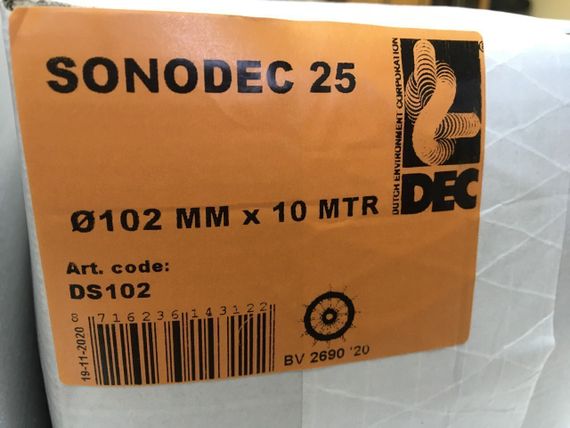 SONODEC 25
DUTCH ENVIRONMENT CORPORATION
®
DEC
Ø102 MM x 10 MTR
Art. code:
DS102
8 716236 143122
19-11-2020
BV 2690 '20